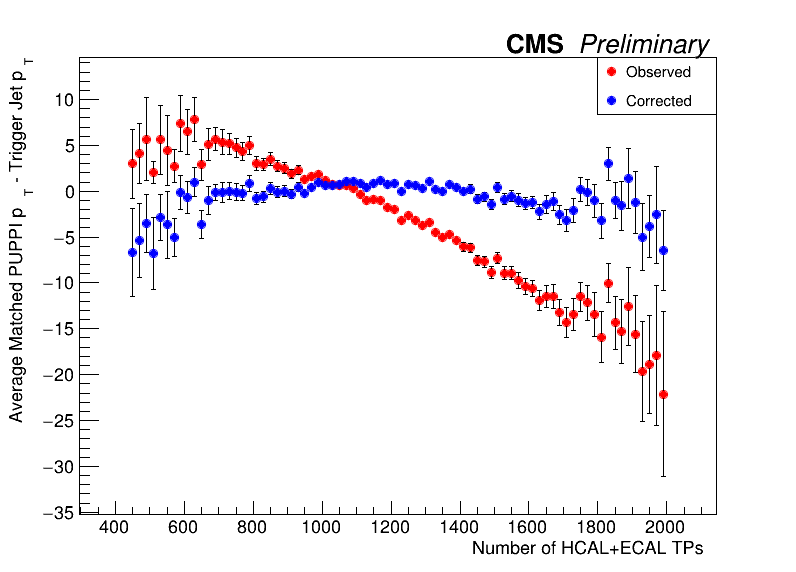 CMS Preliminary
Observed
Corrected
Average Matched PUPPI p_T - Trigger Jet p_T
10
5
0
−5
−10
−15
−20
−25
−30
−35
400 600 800 1000 1200 1400 1600 1800 2000
Number of HCAL+ECAL TPs